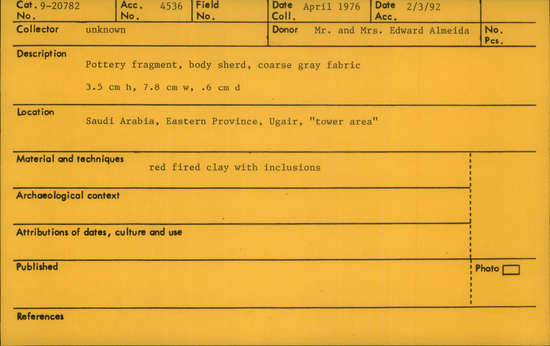 Cat. 9-20782 Acc. 4536 Field Date April 1976 Date 2/3/92
No. No. No. Coll. Acc.
Collector unknown Donor Mr. and Mrs. Edward Almeida No.
Pcs.
Description
Pottery fragment, body sherd, coarse gray fabric
3.5 cm h, 7.8 cm w, .6 cm d
Location
Saudi Arabia, Eastern Province, Ugair, "tower area"
Material and techniques
red fired clay with inclusions
Archaeological context
Attributions of dates, culture and use
Published Photo
References